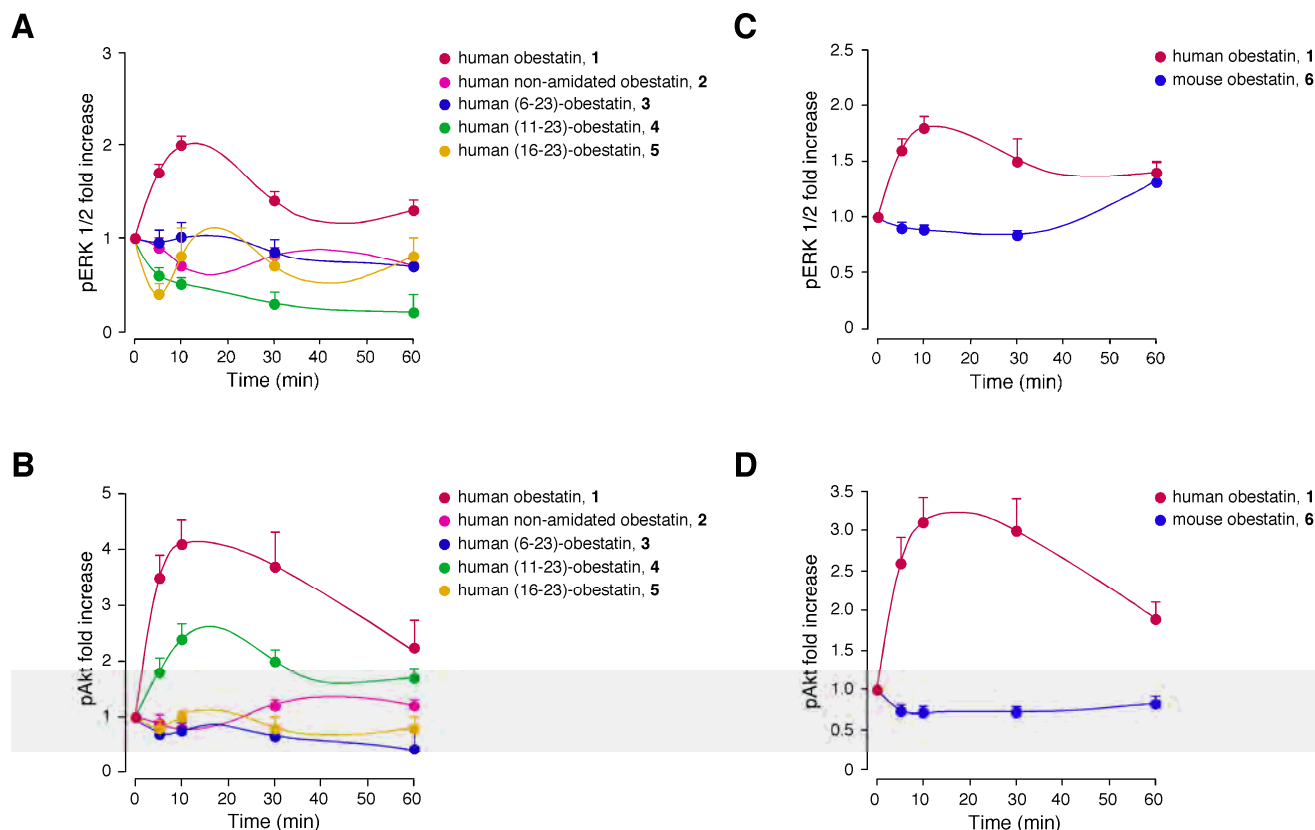 A
3
2
1
0
pERK 1/2 fold increase
0 10 20 30 40 50 60
Time (min)
human obestatin, 1
human non-amidated obestatin, 2
human (6-23)-obestatin, 3
human (11-23)-obestatin, 4
human (16-23)-obestatin, 5
C
2.5
2.0
1.5
1.0
0.5
0
pERK 1/2 fold increase
0 10 20 30 40 50 60
Time (min)
human obestatin, 1
mouse obestatin, 6
B
5
4
3
2
1
0
pAkt fold increase
0 10 20 30 40 50 60
Time (min)
human obestatin, 1
human non-amidated obestatin, 2
human (6-23)-obestatin, 3
human (11-23)-obestatin, 4
human (16-23)-obestatin, 5
D
3.5
3.0
2.5
2.0
1.5
1.0
0.5
0
pAkt fold increase
0 10 20 30 40 50 60
Time (min)
human obestatin, 1
mouse obestatin, 6